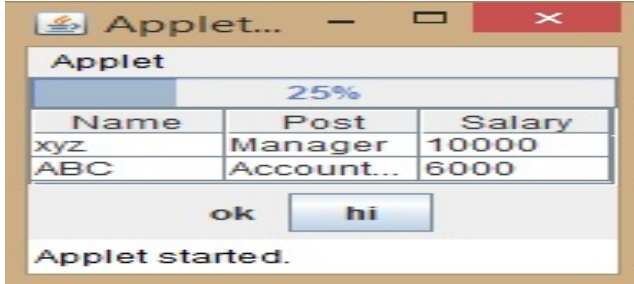 Applet...
Applet
25%
Name Post Salary
xyz Manager 10000
ABC Account... 6000
ok hi
Applet started.